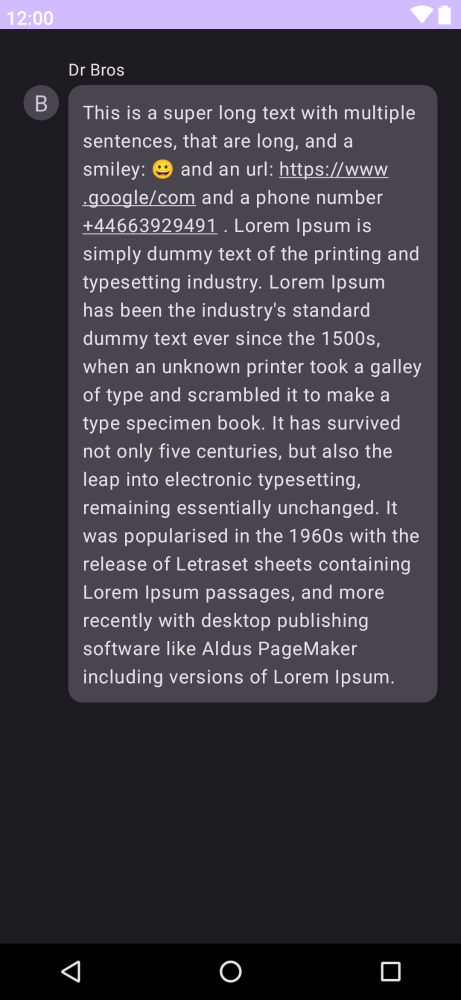 12:00
Dr Bros
B
This is a super long text with multiple
sentences, that are long, and a
smiley: 😀 and an url: https://www
.google/com and a phone number
+44663929491 . Lorem Ipsum is
simply dummy text of the printing and
typesetting industry. Lorem Ipsum
has been the industry's standard
dummy text ever since the 1500s,
when an unknown printer took a galley
of type and scrambled it to make a
type specimen book. It has survived
not only five centuries, but also the
leap into electronic typesetting,
remaining essentially unchanged. It
was popularised in the 1960s with the
release of Letraset sheets containing
Lorem Ipsum passages, and more
recently with desktop publishing
software like Aldus PageMaker
including versions of Lorem Ipsum.